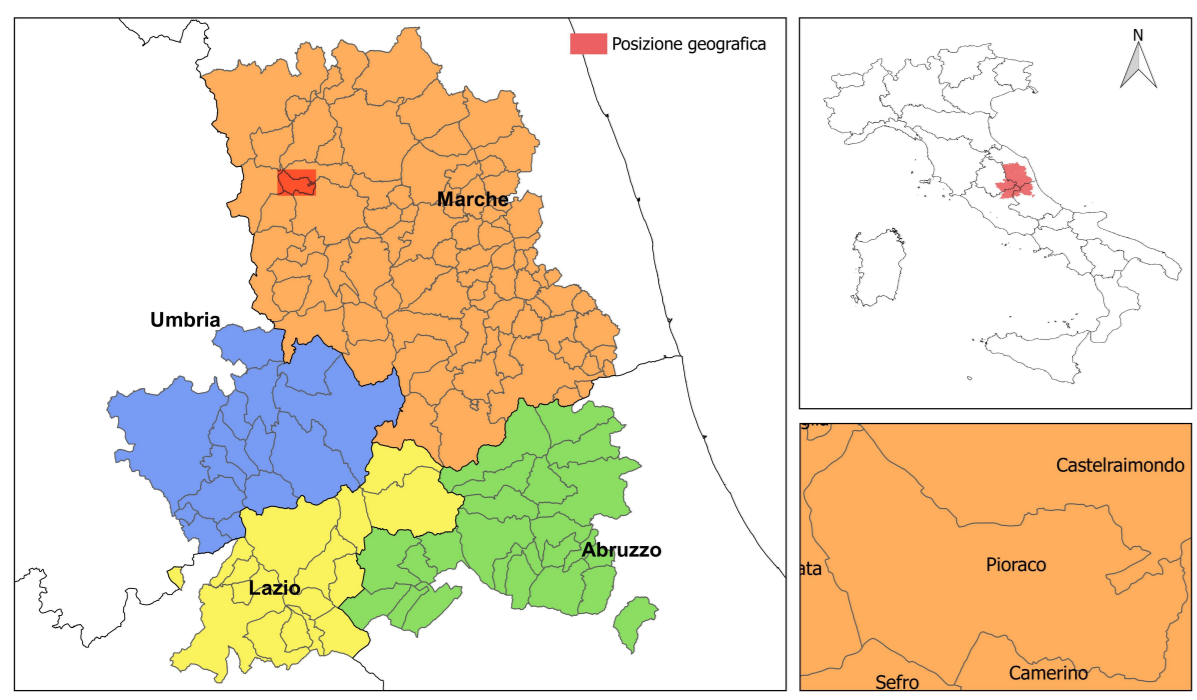 Posizione geografica
Marche
Umbria
Abruzzo
Lazio
N
Castelraimondo
Pioraco
Sefro
Camerino